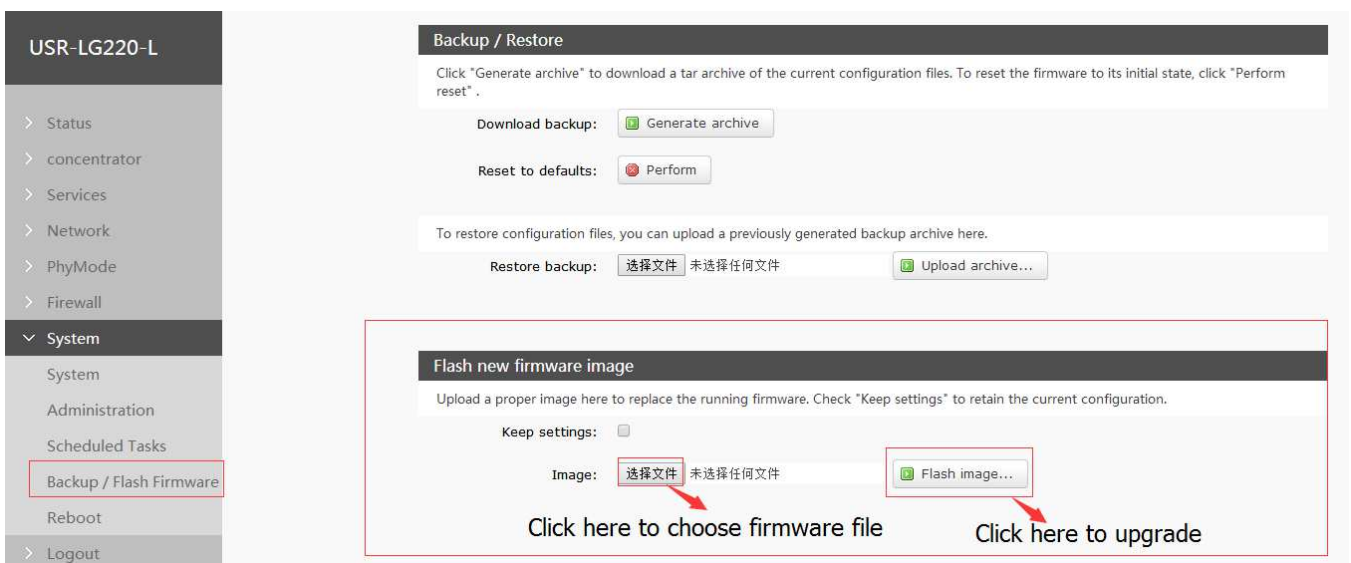 USR-LG220-L
Status
concentrator
Services
Network
PhyMode
Firewall
System
System
Administration
Scheduled Tasks
Backup / Flash Firmware
Reboot
Logout
Backup / Restore
Click "Generate archive" to download a tar archive of the current configuration files. To reset the firmware to its initial state, click "Perform
reset" .
Download backup: Generate archive
Reset to defaults: Perform
To restore configuration files, you can upload a previously generated backup archive here.
Restore backup: 选择文件 未选择任何文件 Upload archive...
Flash new firmware image
Upload a proper image here to replace the running firmware. Check "Keep settings" to retain the current configuration.
Keep settings:
Image: 选择文件 未选择任何文件 Flash image...
Click here to choose firmware file
Click here to upgrade